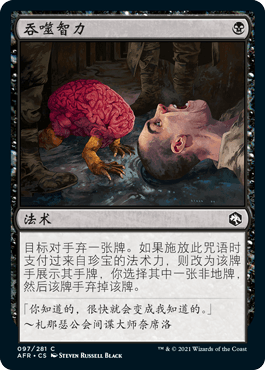 吞噬智力
法术
目标对手弃一张牌。如果施放此咒语时
支付过来自珍宝的法术力，则改为该牌
手展示其手牌，你选择其中一张非地牌，
然后该牌手弃掉该牌。
「你知道的，很快就会变成我知道的。」
～札耶瑟公会间谍大师奈席洛
097/281 C
AFR • CS STEVEN RUSSELL BLACK
™ & © 2021 Wizards of the Coast